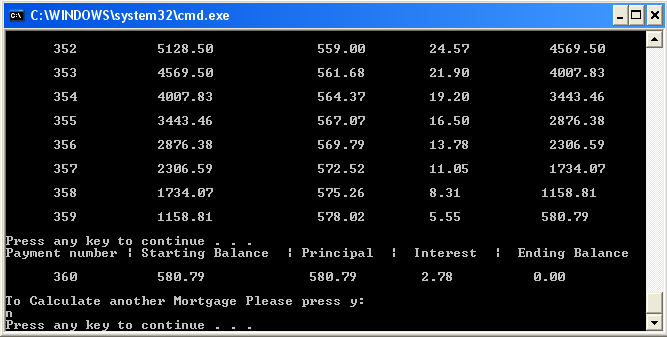 C:\WINDOWS\system32\cmd.exe
352 5128.50 559.00 24.57 4569.50
353 4569.50 561.68 21.90 4007.83
354 4007.83 564.37 19.20 3443.46
355 3443.46 567.07 16.50 2876.38
356 2876.38 569.79 13.78 2306.59
357 2306.59 572.52 11.05 1734.07
358 1734.07 575.26 8.31 1158.81
359 1158.81 578.02 5.55 580.79
Press any key to continue . . .
Payment number | Starting Balance | Principal | Interest | Ending Balance
360 580.79 580.79 2.78 0.00
To Calculate another Mortgage Please press y:
n
Press any key to continue . . .